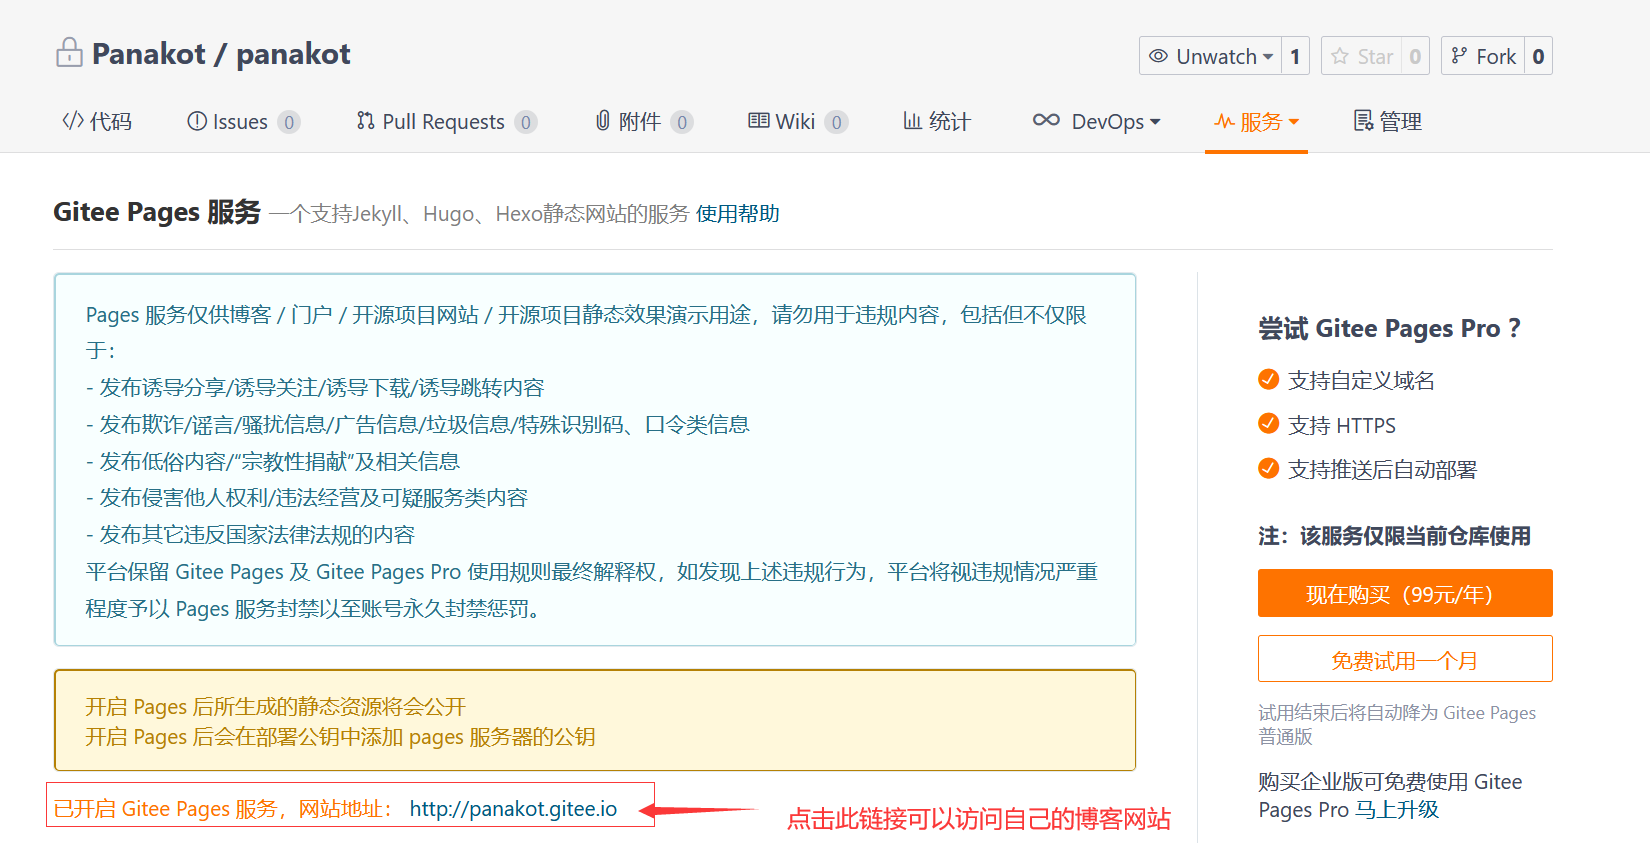 Panakot / panakot
Unwatch 1 Star 0 Fork 0
代码 Issues 0 Pull Requests 0 附件 0 Wiki 0 统计 DevOps 服务 管理
Gitee Pages 服务 一个支持Jekyll、Hugo、Hexo静态网站的服务 使用帮助
Pages 服务仅供博客 / 门户 / 开源项目网站 / 开源项目静态效果演示用途，请勿用于违规内容，包括但不仅限
于：
- 发布诱导分享/诱导关注/诱导下载/诱导跳转内容
- 发布欺诈/谣言/骚扰信息/广告信息/垃圾信息/特殊识别码、口令类信息
- 发布低俗内容/“宗教性捐献”及相关信息
- 发布侵害他人权利/违法经营及可疑服务类内容
- 发布其它违反国家法律法规的内容
平台保留 Gitee Pages 及 Gitee Pages Pro 使用规则最终解释权，如发现上述违规行为，平台将视违规情况严重
程度予以 Pages 服务封禁以至账号永久封禁惩罚。
开启 Pages 后所生成的静态资源将会公开
开启 Pages 后会在部署公钥中添加 pages 服务器的公钥
已开启 Gitee Pages 服务，网站地址： http://panakot.gitee.io
点击此链接可以访问自己的博客网站
尝试 Gitee Pages Pro ？
支持自定义域名
支持 HTTPS
支持推送后自动部署
注：该服务仅限当前仓库使用
现在购买（99元/年）
免费试用一个月
试用结束后将自动降为 Gitee Pages
普通版
购买企业版可免费使用 Gitee
Pages Pro 马上升级